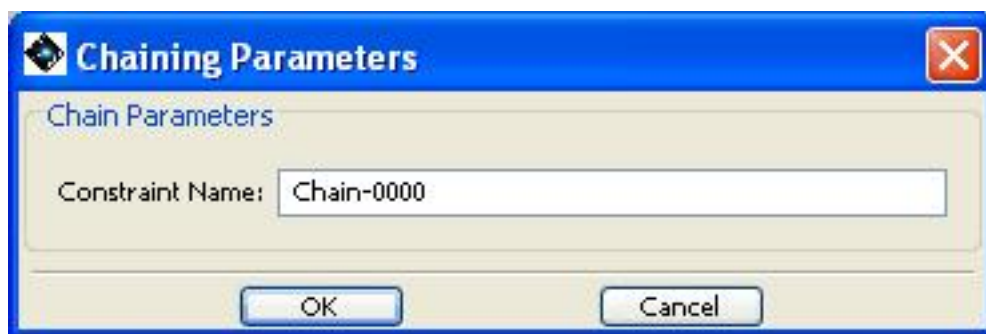 Chaining Parameters
Chain Parameters
Constraint Name: Chain-0000
OK Cancel